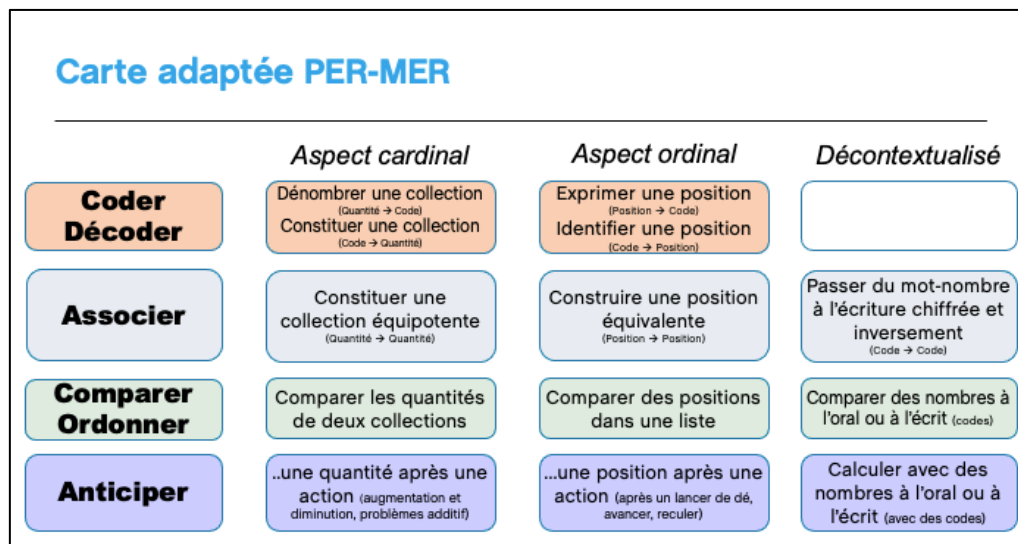 Carte adaptée PER-MER
Aspect cardinal
Aspect ordinal
Décontextualisé
Coder
Décoder
Dénombrer une collection
(Quantité → Code)
Constituer une collection
(Code → Quantité)
Exprimer une position
(Position → Code)
Identifier une position
(Code → Position)
Associer
Constituer une
collection équipotente
(Quantité → Quantité)
Construire une position
équivalente
(Position → Position)
Passer du mot-nombre
à l'écriture chiffrée et
inversement
(Code → Code)
Comparer
Ordonner
Comparer les quantités
de deux collections
Comparer des positions
dans une liste
Comparer des nombres à
l'oral ou à l'écrit (codes)
Anticiper
...une quantité après une
action (augmentation et
diminution, problèmes additif)
...une position après une
action (après un lancer de dé,
avancer, reculer)
Calculer avec des
nombres à l'oral ou à
l'écrit (avec des codes)